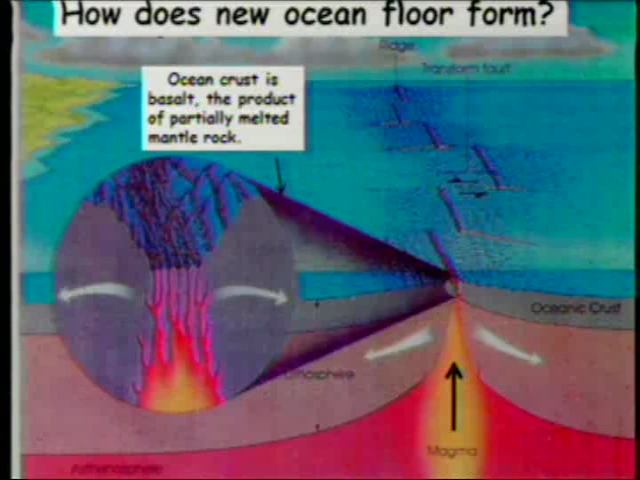 How does new ocean floor form?
Ridge
Transform fault
Ocean crust is
basalt, the product
of partially melted
mantle rock.
Oceanic Crust
Lithosphere
Magma
Asthenosphere